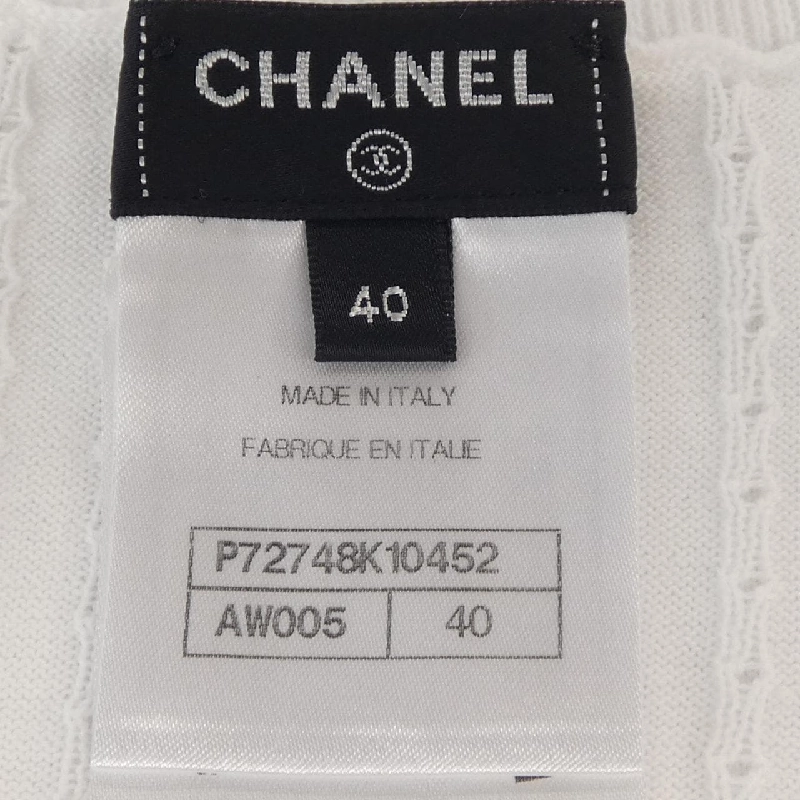 CHANEL
40
MADE IN ITALY
FABRIQUE EN ITALIE
P72748K10452
AW005 40